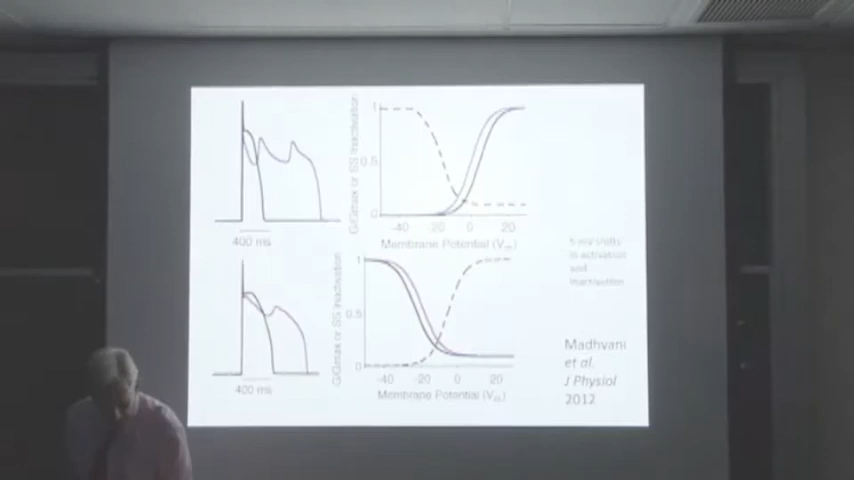 G/Gmax or SS Inactivation
1
0.5
0
-40 -20 0 20
Membrane Potential (Vm)
400 ms
5 mV shifts
in activation
and
inactivation
G/Gmax or SS Inactivation
1
0.5
0
-40 -20 0 20
Membrane Potential (Vm)
400 ms
Madhvani
et al.
J Physiol
2012